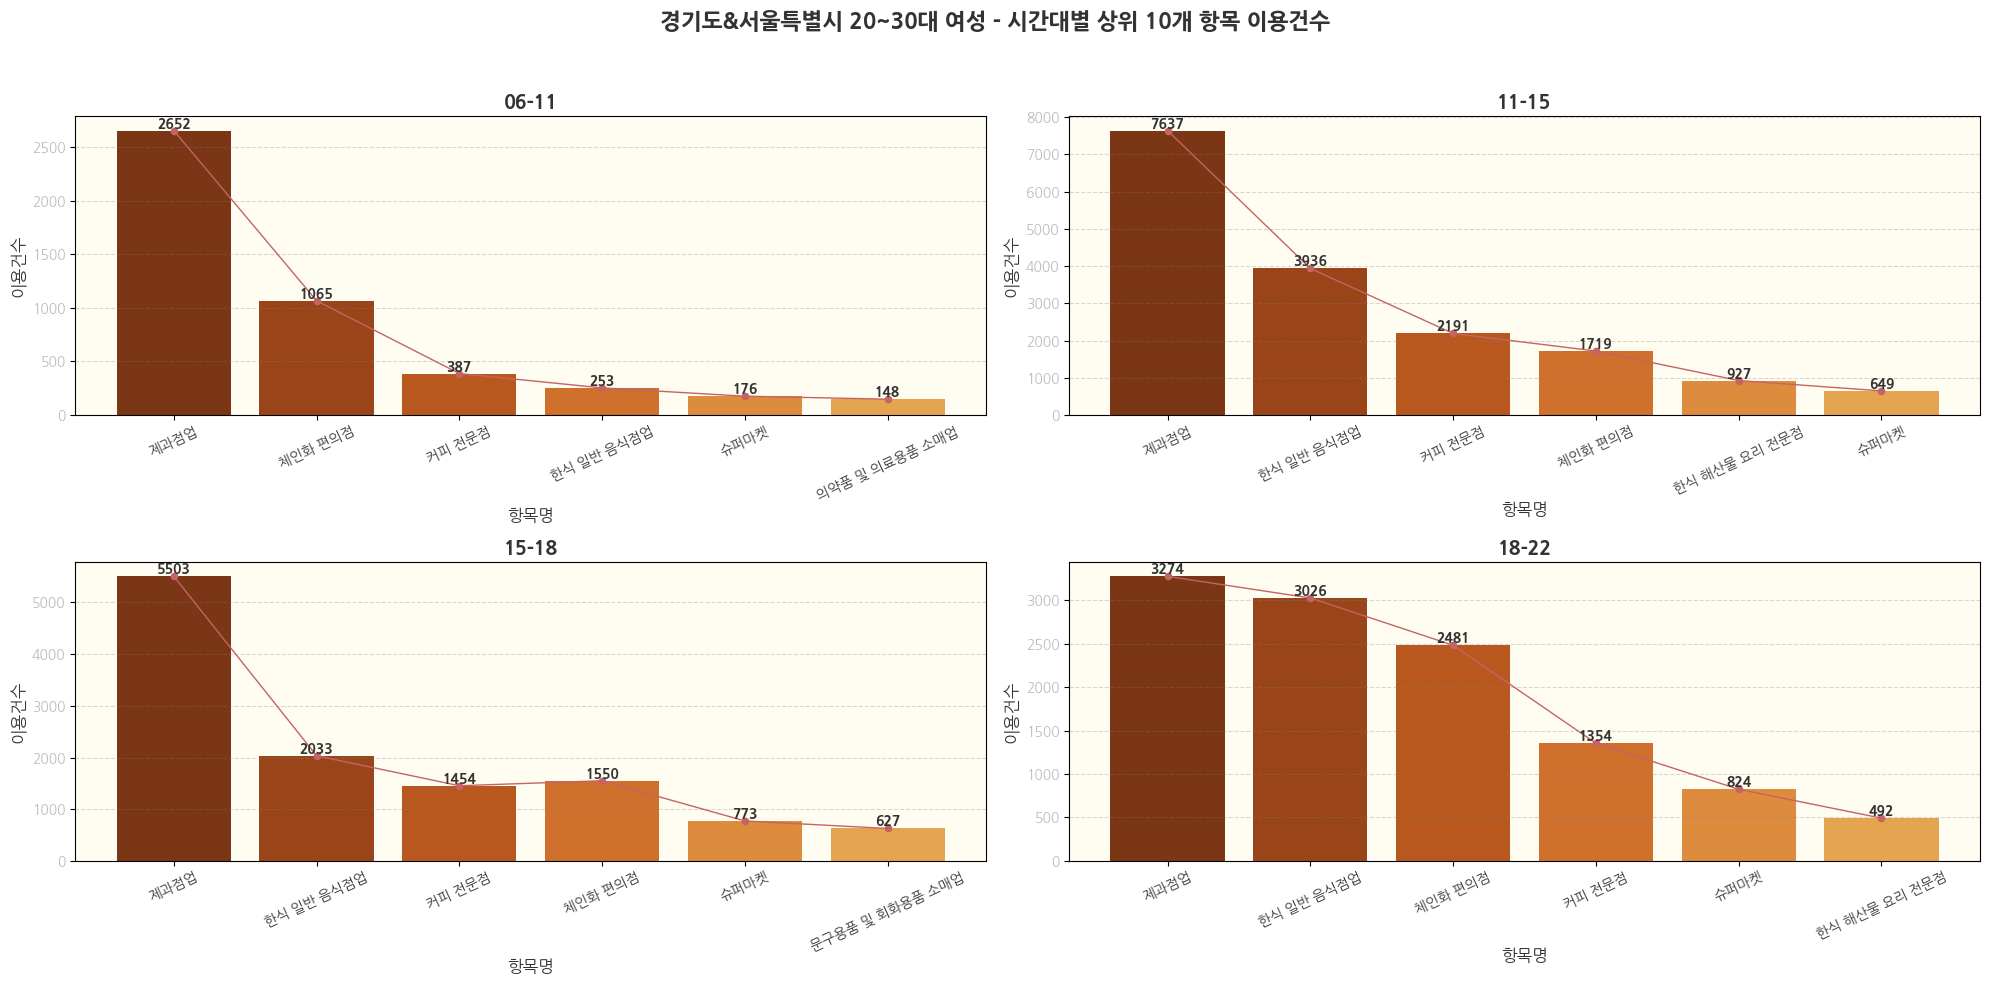 경기도&서울특별시 20~30대 여성 - 시간대별 상위 10개 항목 이용건수
06-11
이용건수
2500
2000
1500
1000
500
0
2652
1065
387
253
176
148
제과점업
체인화 편의점
커피 전문점
한식 일반 음식점업
슈퍼마켓
의약품 및 의료용품 소매업
항목명
11-15
이용건수
8000
7000
6000
5000
4000
3000
2000
1000
0
7637
3936
2191
1719
927
649
제과점업
한식 일반 음식점업
커피 전문점
체인화 편의점
한식 해산물 요리 전문점
슈퍼마켓
항목명
15-18
이용건수
5000
4000
3000
2000
1000
0
5503
2033
1454
1550
773
627
제과점업
한식 일반 음식점업
커피 전문점
체인화 편의점
슈퍼마켓
문구용품 및 회화용품 소매업
항목명
18-22
이용건수
3000
2500
2000
1500
1000
500
0
3274
3026
2481
1354
824
492
제과점업
한식 일반 음식점업
체인화 편의점
커피 전문점
슈퍼마켓
한식 해산물 요리 전문점
항목명